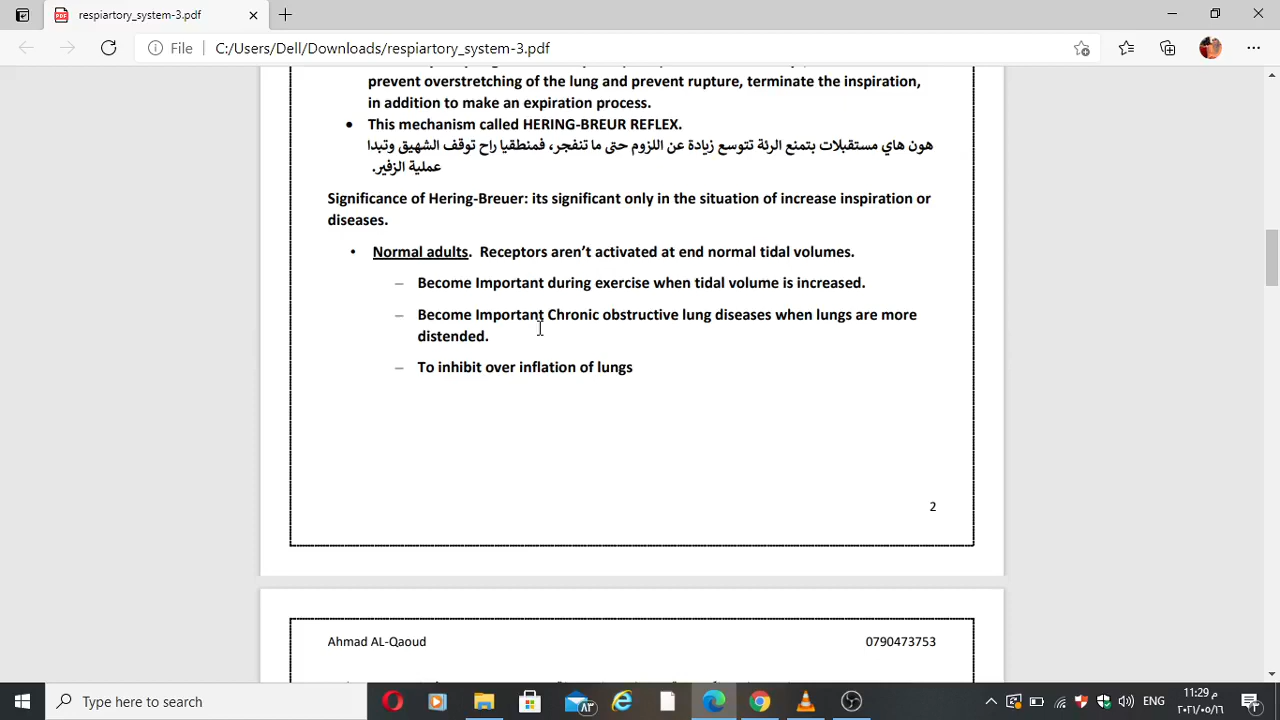 respiartory_system-3.pdf
File
C:/Users/Dell/Downloads/respiartory_system-3.pdf
prevent overstretching of the lung and prevent rupture, terminate the inspiration,
in addition to make an expiration process.
• This mechanism called HERING-BREUR REFLEX.
هون هاي مستقبلات بتمنع الرئة تتوسع زيادة عن اللزوم حتى ما تنفجر، فمنطقيا راح توقف الشهيق وتبدا
عملية الزفير.
Significance of Hering-Breuer: its significant only in the situation of increase inspiration or
diseases.
• Normal adults. Receptors aren't activated at end normal tidal volumes.
– Become Important during exercise when tidal volume is increased.
– Become Important Chronic obstructive lung diseases when lungs are more
distended.
– To inhibit over inflation of lungs
2
Ahmad AL-Qaoud 0790473753
Type here to search
م ١١:٢٩